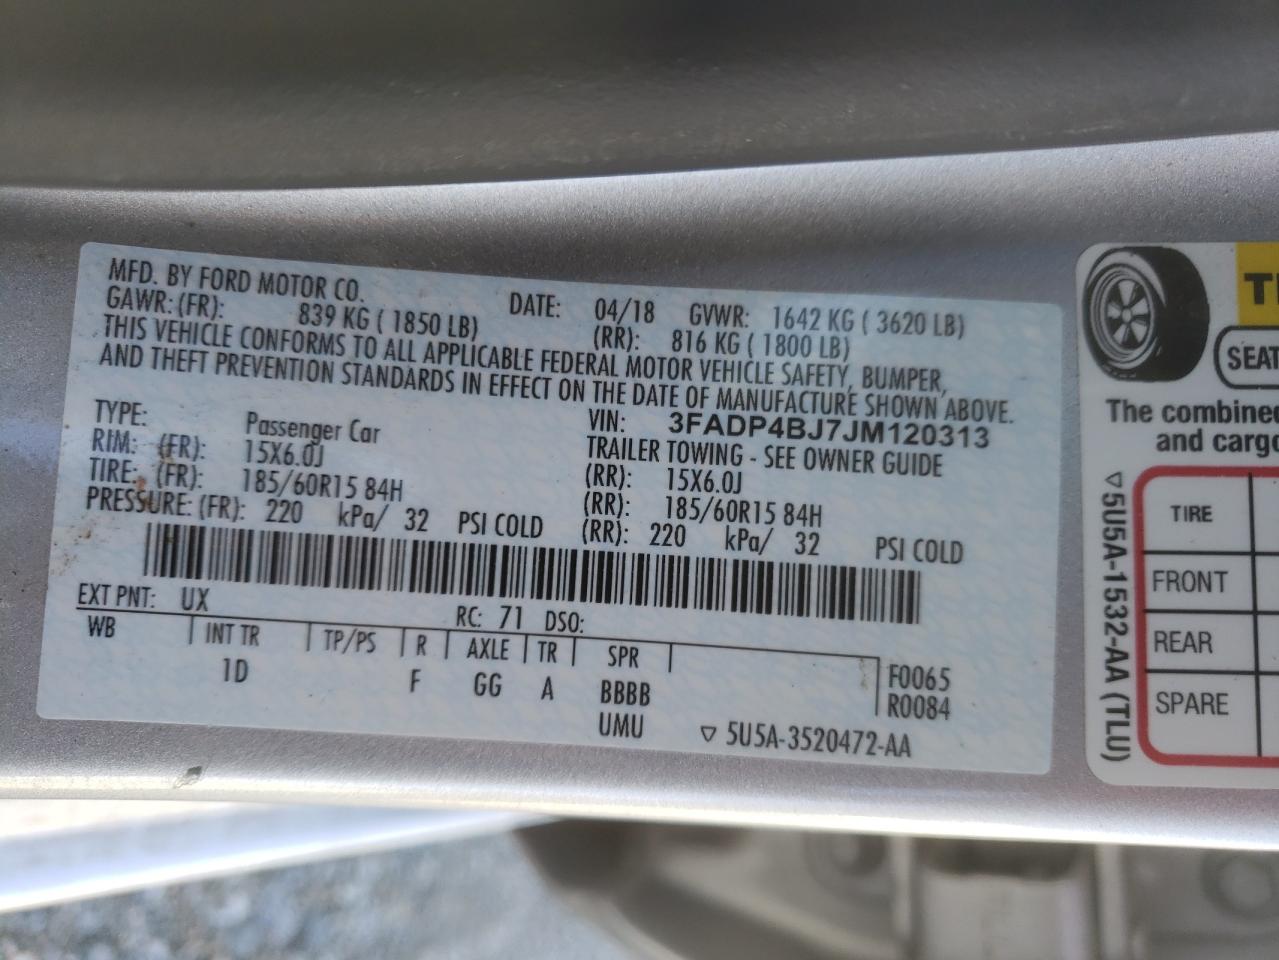 MFD. BY FORD MOTOR CO.
DATE: 04/18 GVWR: 1642 KG ( 3620 LB)
GAWR: (FR): 839 KG ( 1850 LB) (RR): 816 KG ( 1800 LB)
THIS VEHICLE CONFORMS TO ALL APPLICABLE FEDERAL MOTOR VEHICLE SAFETY, BUMPER,
AND THEFT PREVENTION STANDARDS IN EFFECT ON THE DATE OF MANUFACTURE SHOWN ABOVE.
TYPE: Passenger Car VIN: 3FADP4BJ7JM120313
TRAILER TOWING - SEE OWNER GUIDE
RIM: (FR): 15X6.0J (RR): 15X6.0J
TIRE: (FR): 185/60R15 84H (RR): 185/60R15 84H
PRESSURE: (FR): 220 kPa/ 32 PSI COLD (RR): 220 kPa/ 32 PSI COLD
EXT PNT: UX RC: 71 DSO:
WB INT TR TP/PS R AXLE TR SPR
1D F GG A BBBB
UMU
F0065
R0084
▽ 5U5A-3520472-AA
SEAT
The combined
and cargo
TIRE
FRONT
REAR
SPARE
▽5U5A-1532-AA (TLU)